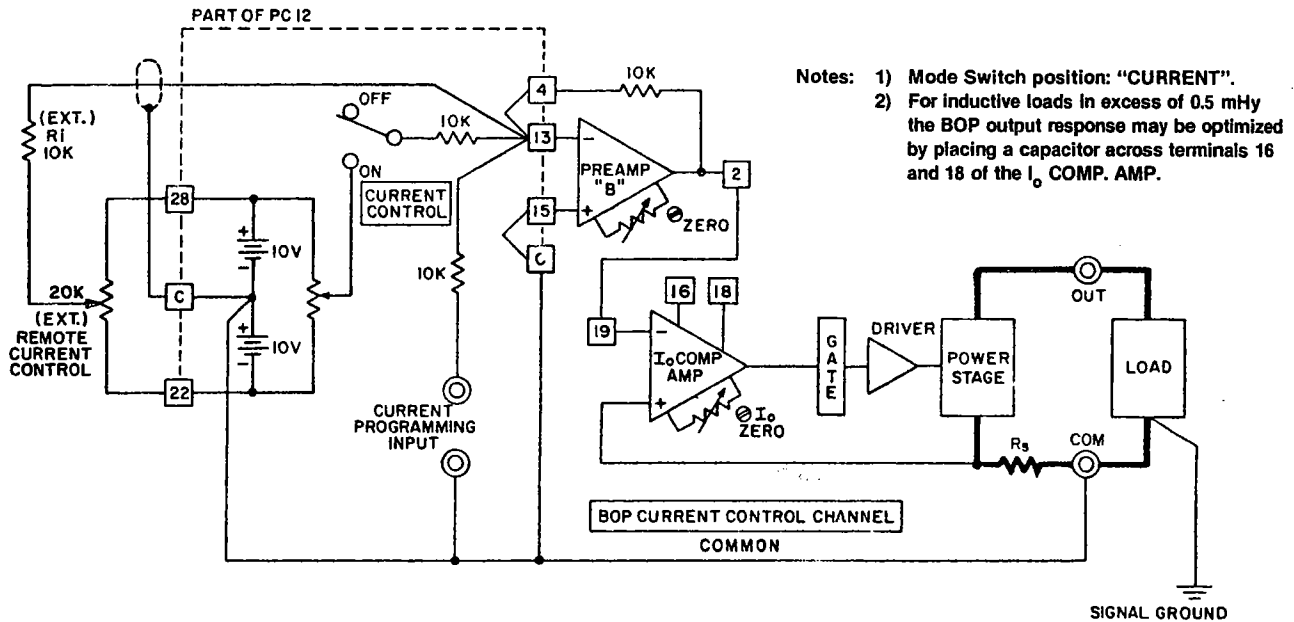 PART OF PC 12
Notes: 1) Mode Switch position: "CURRENT".
2) For inductive loads in excess of 0.5 mHy
the BOP output response may be optimized
by placing a capacitor across terminals 16
and 18 of the Io COMP. AMP.
(EXT.)
Ri
10K
OFF
10K
ON
CURRENT
CONTROL
4
10K
13
−
PREAMP
"B"
2
15
+
ZERO
C
28
+
−
10V
C
+
−
10V
22
20K
(EXT.)
REMOTE
CURRENT
CONTROL
10K
CURRENT
PROGRAMMING
INPUT
16
18
19
−
Io COMP
AMP
+
Io
ZERO
GATE
DRIVER
POWER
STAGE
OUT
LOAD
Rs
COM
BOP CURRENT CONTROL CHANNEL
COMMON
SIGNAL GROUND